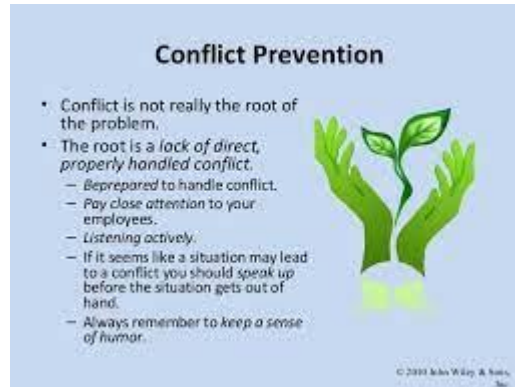 Conflict Prevention
• Conflict is not really the root of
the problem.
• The root is a lack of direct,
properly handled conflict.
– Beprepared to handle conflict.
– Pay close attention to your
employees.
– Listening actively.
– If it seems like a situation may lead
to a conflict you should speak up
before the situation gets out of
hand.
– Always remember to keep a sense
of humor.
© 2010 John Wiley & Sons,
Inc